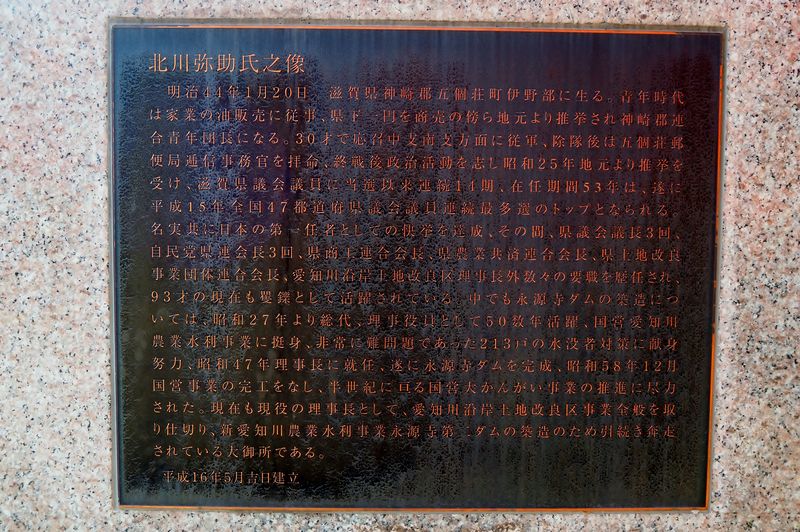 北川弥助氏之像
明治44年1月20日 滋賀県神崎郡五個荘町伊野部に生る。青年時代
は家業の油販売に従事、県下一円を商売の傍ら地元より推挙され神崎郡連
合青年団長になる。30才で応召中支南支方面に従軍、除隊後は五個荘郵
便局逓信事務官を拝命、終戦後政治活動を志し昭和25年地元より推挙を
受け、滋賀県議会議員に当選以来連続14期、在任期間53年は、遂に
平成15年全国47都道府県議会議員連続最多選のトップとなられる。
名実共に日本の第一任者としての快挙を達成、その間、県議会議長3回、
自民党県連会長3回、県商工連合会長、県農業共済連合会長、県土地改良
事業団体連合会長、愛知川沿岸土地改良区理事長外数々の要職を歴任され、
93才の現在も矍鑠として活躍されている。中でも永源寺ダムの築造につ
いては、昭和27年より総代、理事役員として50数年活躍、国営愛知川
農業水利事業に挺身、非常に難問題であった213戸の水没者対策に献身
努力、昭和47年理事長に就任、遂に永源寺ダムを完成、昭和58年12月
国営事業の完工をなし、半世紀に亘る国営大かんがい事業の推進に尽力
された。現在も現役の理事長として、愛知川沿岸土地改良区事業全般を取
り仕切り、新愛知川農業水利事業永源寺第二ダムの築造のため引続き奔走
されている大御所である。
平成16年5月吉日建立